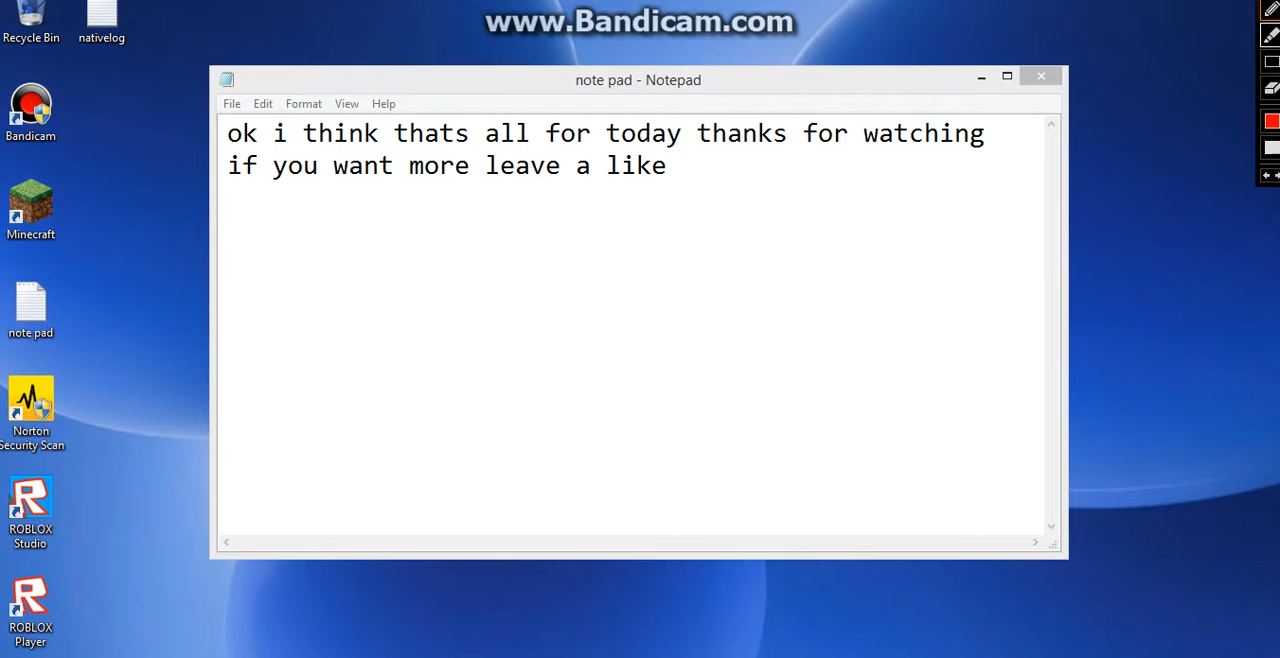 www.Bandicam.com
Recycle Bin
nativelog
note pad - Notepad
File Edit Format View Help
ok i think thats all for today thanks for watching
if you want more leave a like
Bandicam
Minecraft
note pad
Norton
Security Scan
ROBLOX
Studio
ROBLOX
Player